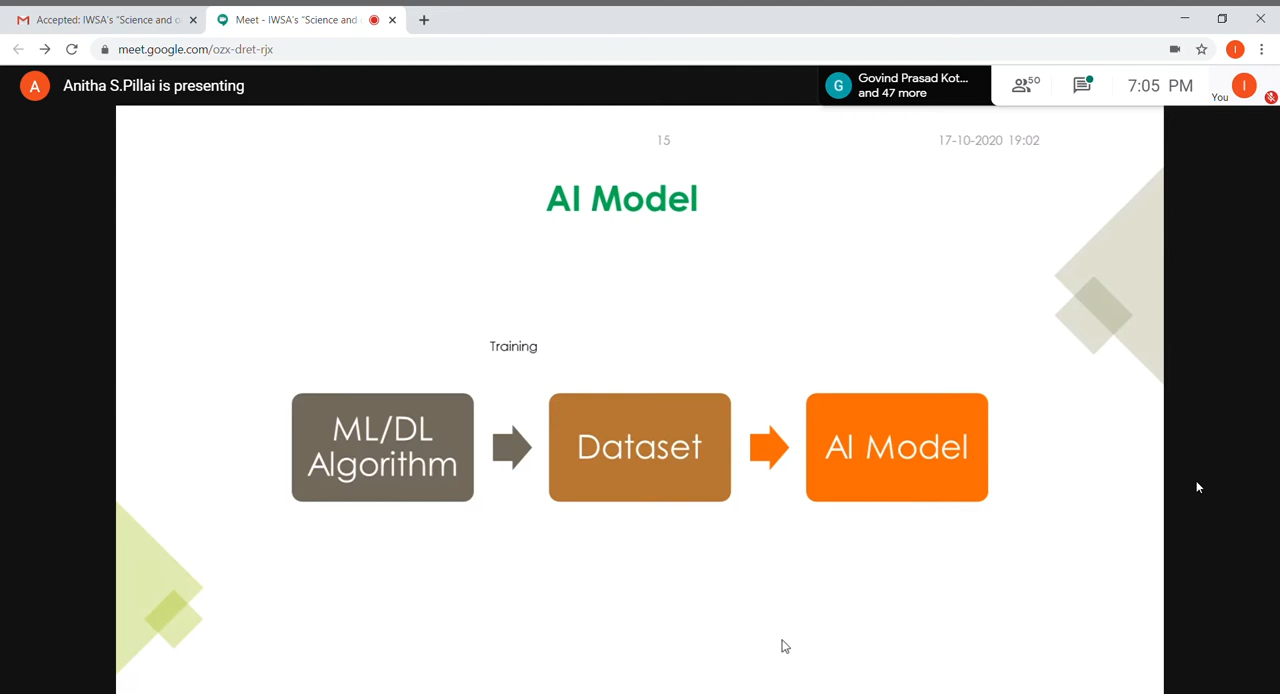 Accepted: IWSA's "Science and o
Meet - IWSA's "Science and
meet.google.com/ozx-dret-rjx
I
A
Anitha S.Pillai is presenting
G
Govind Prasad Kot...
and 47 more
50
7:05 PM
You
I
15
17-10-2020 19:02
AI Model
Training
ML/DL
Algorithm
Dataset
AI Model